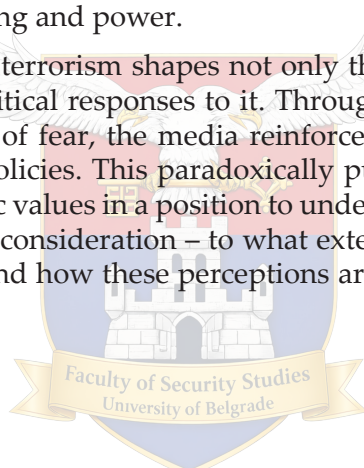 ng and power.
terrorism shapes not only th
itical responses to it. Throug
of fear, the media reinforce
olicies. This paradoxically pu
c values in a position to unde
consideration – to what exte
nd how these perceptions ar
Faculty of Security Studies
University of Belgrade